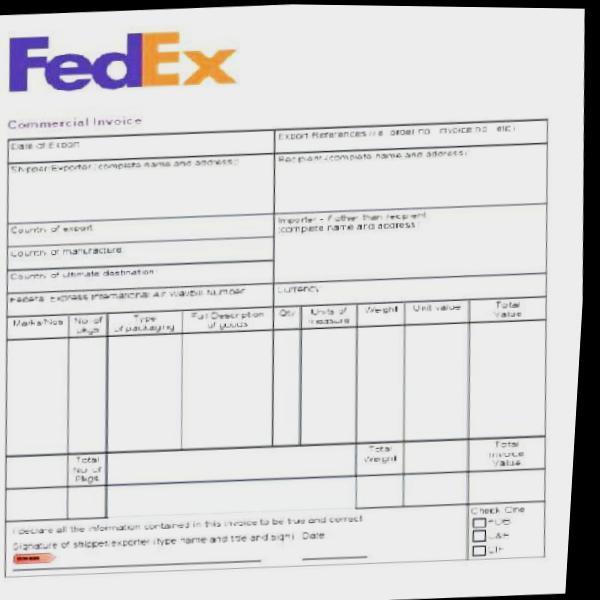 FedEx
Commercial Invoice
Date of Export
Export References (i.e. order no., invoice no., etc)
Shipper/Exporter (complete name and address):
Recipient (complete name and address):
Country of export
Importer - if other than recipient
(complete name and address)
Country of manufacture
Country of ultimate destination
Federal Express International Air Waybill Number
Currency
Marks/Nos
No. of
pkgs
Type
of packaging
Full Description
of goods
Qty
Units of
measure
Weight
Unit value
Total
Value
Total
No. of
Pkgs
Total
Weight
Total
Invoice
Value
I declare all the information contained in this invoice to be true and correct
Signature of shipper/exporter (type name and title and sign)
Date
Check One
FOB
C&F
CIF